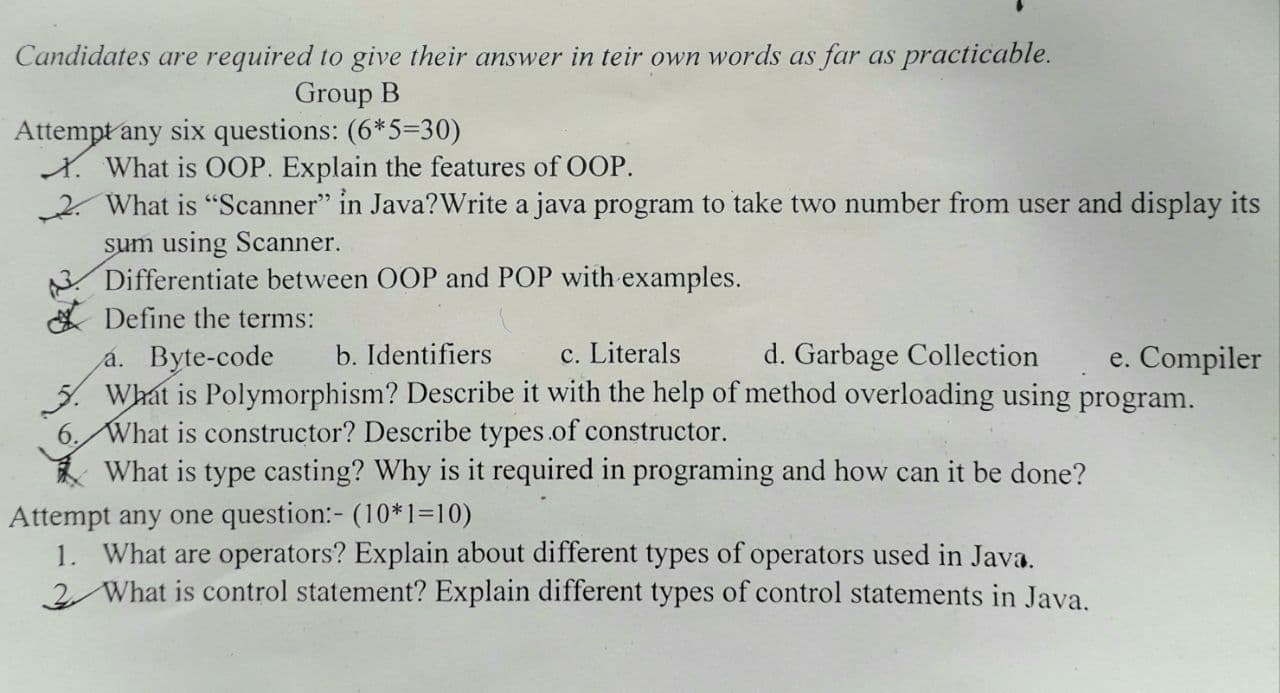 Candidates are required to give their answer in teir own words as far as practicable.
Group B
Attempt any six questions: (6*5=30)
1. What is OOP. Explain the features of OOP.
2. What is “Scanner” in Java?Write a java program to take two number from user and display its
sum using Scanner.
3. Differentiate between OOP and POP with examples.
Define the terms:
a. Byte-code b. Identifiers c. Literals d. Garbage Collection e. Compiler
5. What is Polymorphism? Describe it with the help of method overloading using program.
6. What is constructor? Describe types of constructor.
What is type casting? Why is it required in programing and how can it be done?
Attempt any one question:- (10*1=10)
1. What are operators? Explain about different types of operators used in Java.
2. What is control statement? Explain different types of control statements in Java.